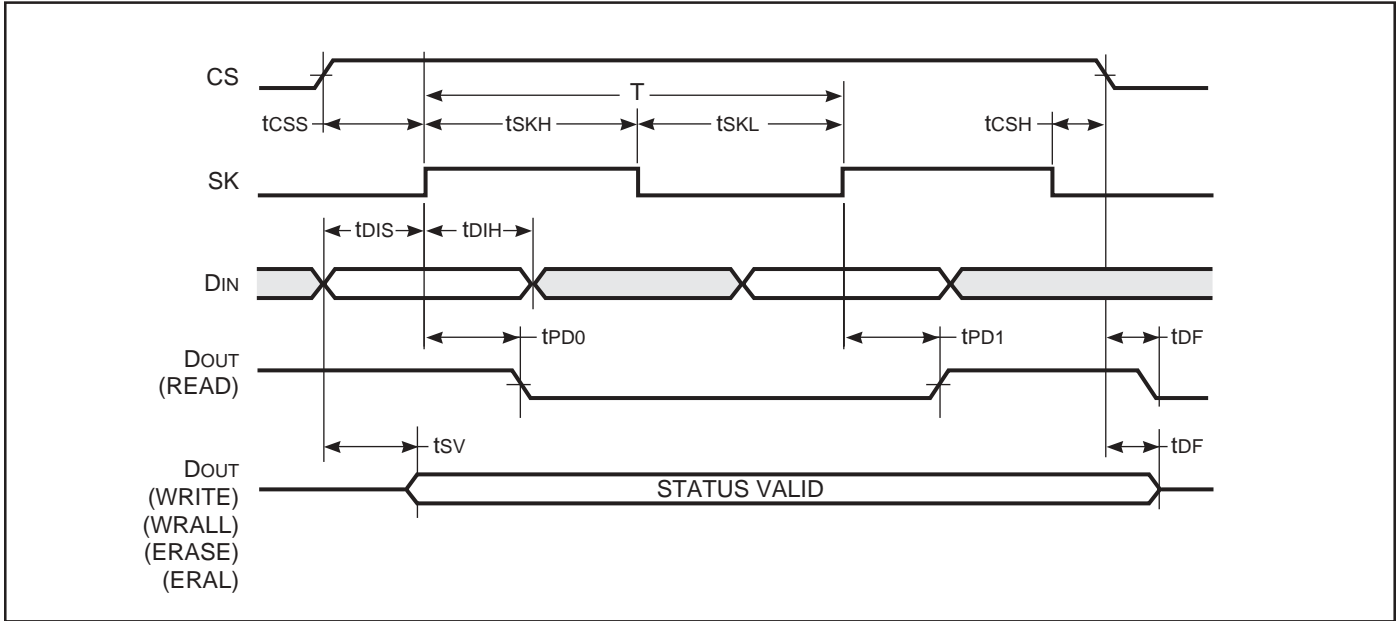 CS
T
tCSS
tSKH
tSKL
tCSH
SK
tDIS
tDIH
DIN
tPD0
tPD1
tDF
DOUT
(READ)
tSV
tDF
DOUT
(WRITE)
(WRALL)
(ERASE)
(ERAL)
STATUS VALID